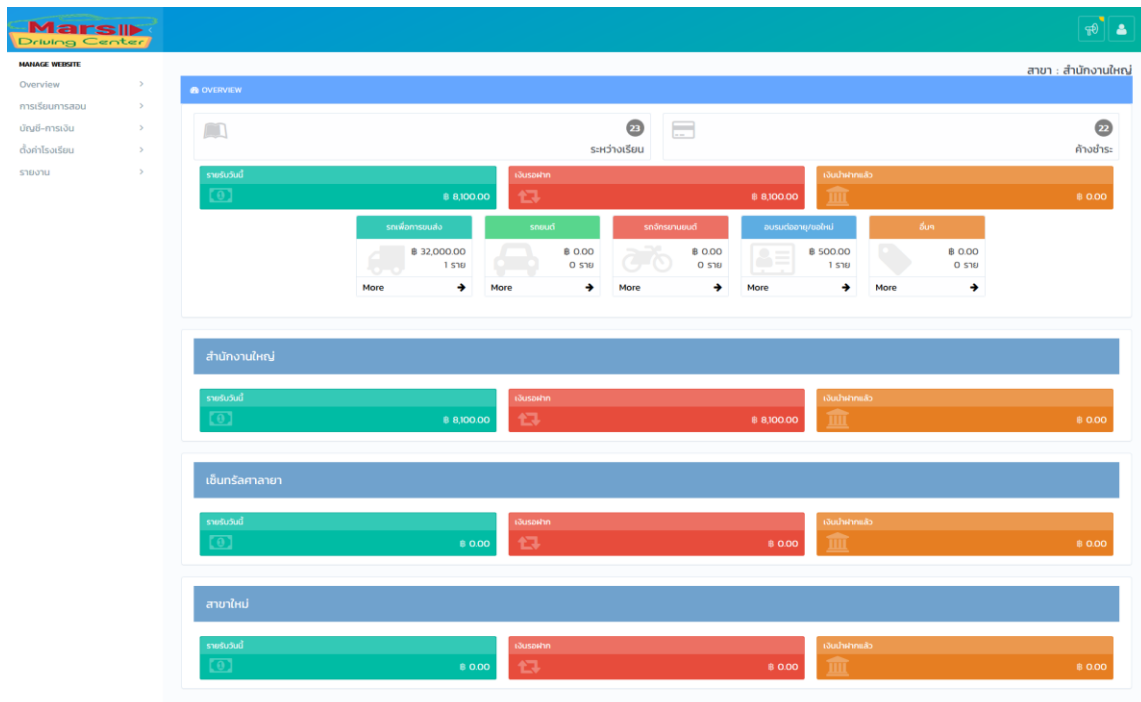 Mars
Driving Center
MANAGE WEBSITE
Overview
การเรียนการสอน
บัญชี-การเงิน
ตั้งค่าโรงเรียน
รายงาน
สาขา : สำนักงานใหญ่
OVERVIEW
23
ระหว่างเรียน
22
ค้างชำระ
รายรับวันนี้
฿ 8,100.00
เงินรอฝาก
฿ 8,100.00
เงินนำฝากแล้ว
฿ 0.00
รถเพื่อการขนส่ง
฿ 32,000.00
1 ราย
More
รถยนต์
฿ 0.00
0 ราย
More
รถจักรยานยนต์
฿ 0.00
0 ราย
More
อบรมต่ออายุ/ขอใหม่
฿ 500.00
1 ราย
More
อื่นๆ
฿ 0.00
0 ราย
More
สำนักงานใหญ่
รายรับวันนี้
฿ 8,100.00
เงินรอฝาก
฿ 8,100.00
เงินนำฝากแล้ว
฿ 0.00
เซ็นทรัลศาลายา
รายรับวันนี้
฿ 0.00
เงินรอฝาก
฿ 0.00
เงินนำฝากแล้ว
฿ 0.00
สาขาใหม่
รายรับวันนี้
฿ 0.00
เงินรอฝาก
฿ 0.00
เงินนำฝากแล้ว
฿ 0.00